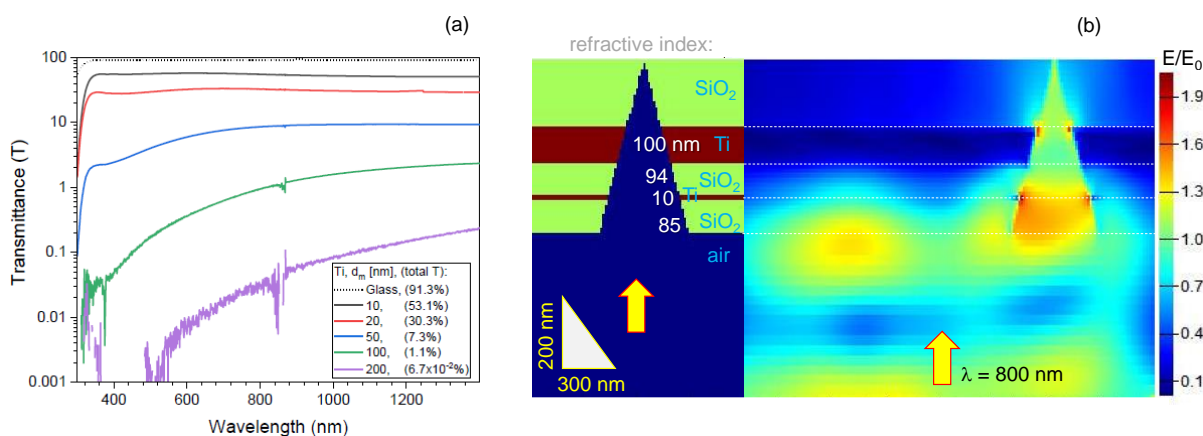 (a)
100
10
1
0.1
0.01
0.001
Transmittance (T)
400
600
800
1000
1200
Wavelength (nm)
Ti, dₘ [nm], (total T):
Glass, (91.3%)
10, (53.1%)
20, (30.3%)
50, (7.3%)
100, (1.1%)
200, (6.7x10⁻²%)
(b)
refractive index:
SiO₂
100 nm Ti
94 SiO₂
10 Ti
85 SiO₂
air
200 nm
300 nm
λ = 800 nm
E/E₀
1.9
1.6
1.3
1.0
0.7
0.4
0.1